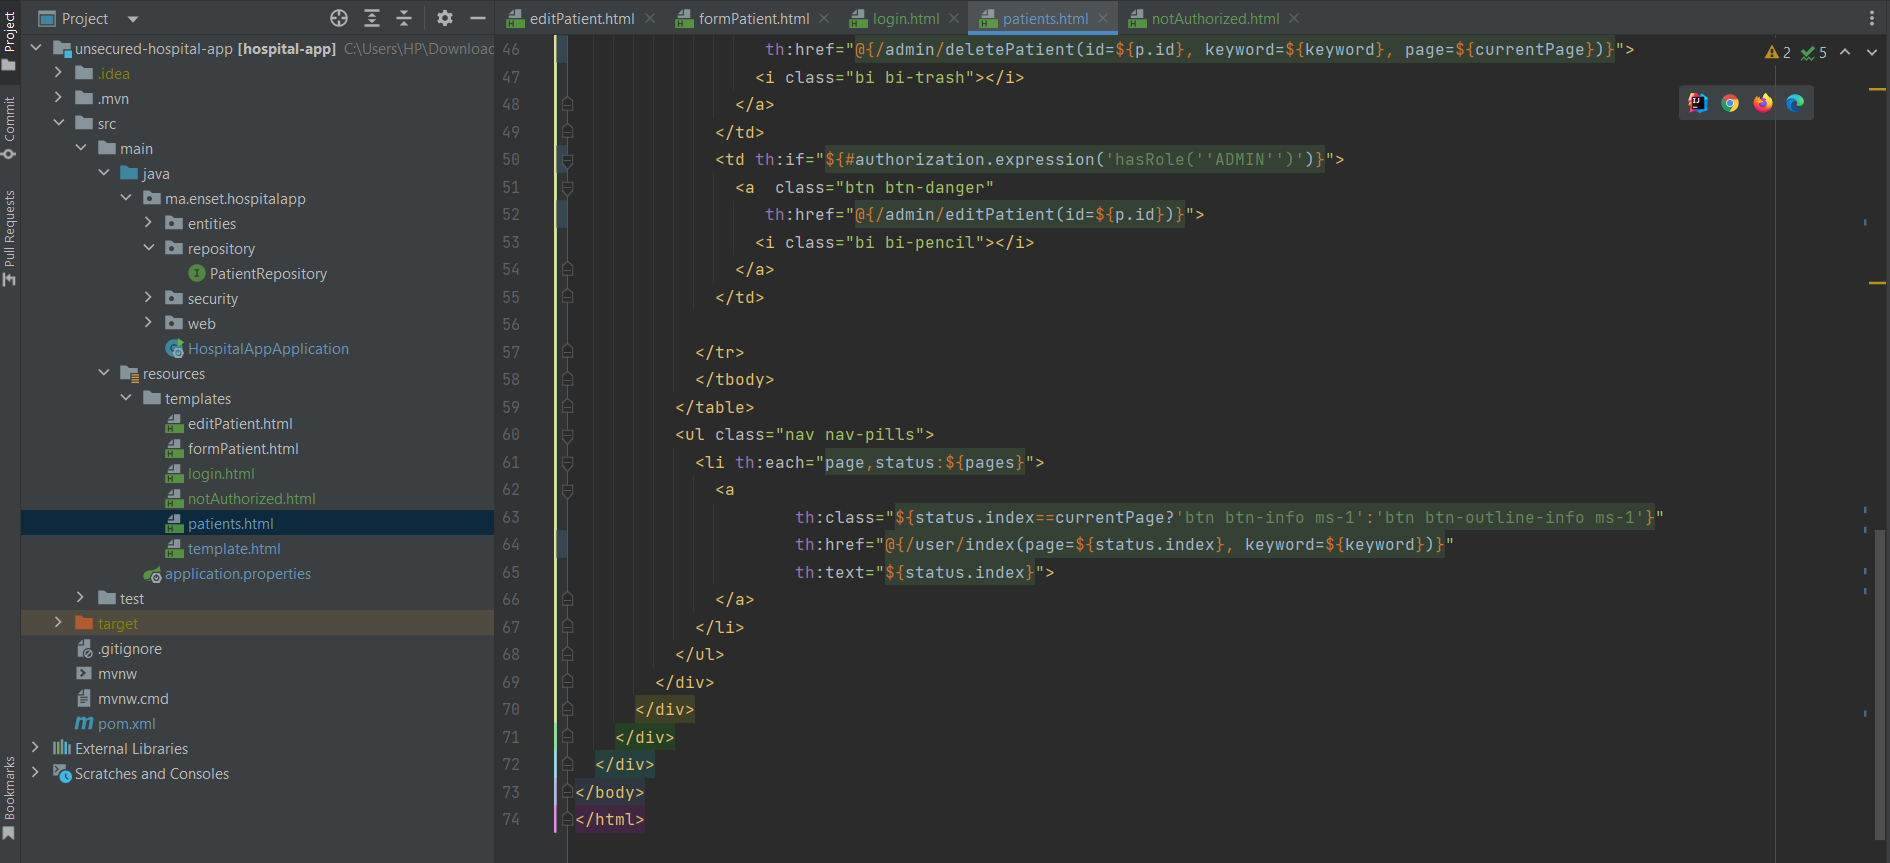 Project
editPatient.html
formPatient.html
login.html
patients.html
notAuthorized.html
Project
Commit
Pull Requests
Bookmarks
unsecured-hospital-app [hospital-app] C:\Users\HP\Downloac
.idea
.mvn
src
main
java
ma.enset.hospitalapp
entities
repository
PatientRepository
security
web
HospitalAppApplication
resources
templates
editPatient.html
formPatient.html
login.html
notAuthorized.html
patients.html
template.html
application.properties
test
target
.gitignore
mvnw
mvnw.cmd
pom.xml
External Libraries
Scratches and Consoles
2 5
46 th:href="@{/admin/deletePatient(id=${p.id}, keyword=${keyword}, page=${currentPage})}">
47 <i class="bi bi-trash"></i>
48 </a>
49 </td>
50 <td th:if="${#authorization.expression('hasRole(''ADMIN'')')}">
51 <a  class="btn btn-danger"
52 th:href="@{/admin/editPatient(id=${p.id})}">
53 <i class="bi bi-pencil"></i>
54 </a>
55 </td>
56
57 </tr>
58 </tbody>
59 </table>
60 <ul class="nav nav-pills">
61 <li th:each="page,status:${pages}">
62 <a
63 th:class="${status.index==currentPage?'btn btn-info ms-1':'btn btn-outline-info ms-1'}"
64 th:href="@{/user/index(page=${status.index}, keyword=${keyword})}"
65 th:text="${status.index}">
66 </a>
67 </li>
68 </ul>
69 </div>
70 </div>
71 </div>
72 </div>
73 </body>
74 </html>